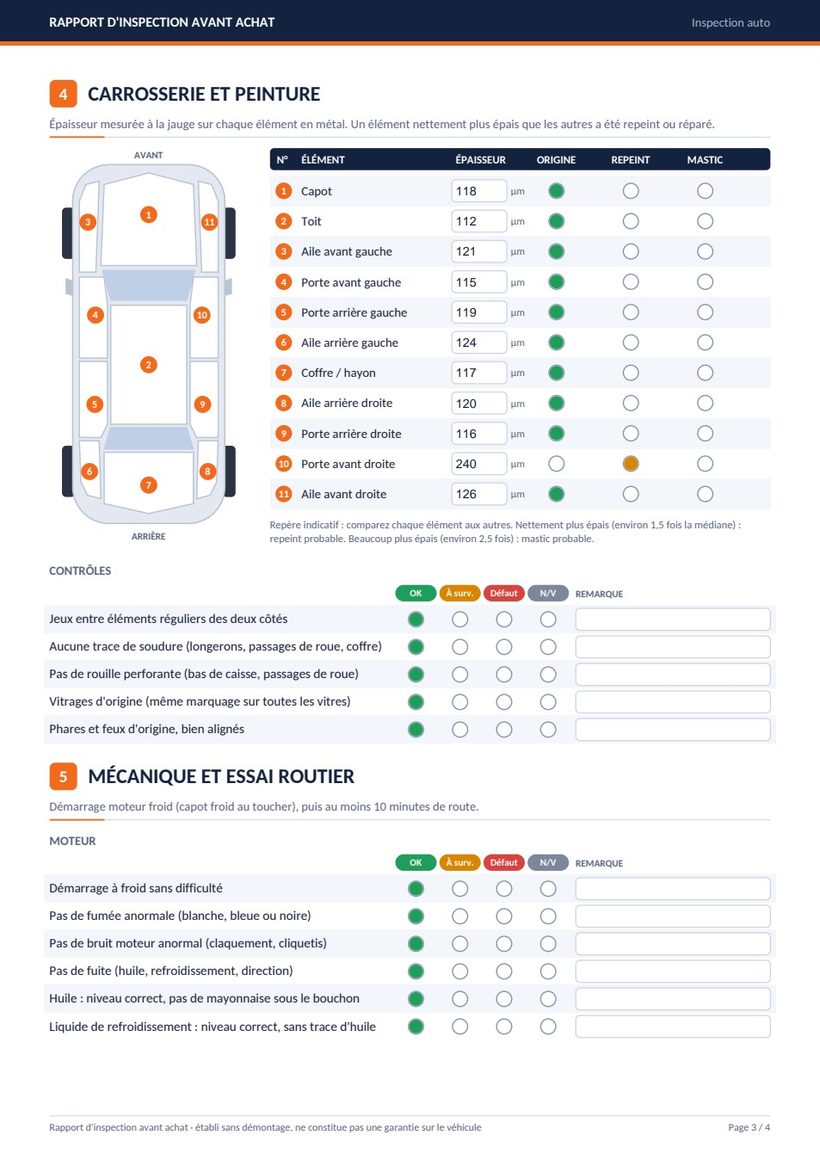 RAPPORT D'INSPECTION AVANT ACHAT Inspection auto
4 CARROSSERIE ET PEINTURE
Épaisseur mesurée à la jauge sur chaque élément en métal. Un élément nettement plus épais que les autres a été repeint ou réparé.
AVANT
1
3
11
4
10
2
5
9
6
8
7
ARRIÈRE
N° ÉLÉMENT ÉPAISSEUR ORIGINE REPEINT MASTIC
1 Capot 118 µm
2 Toit 112 µm
3 Aile avant gauche 121 µm
4 Porte avant gauche 115 µm
5 Porte arrière gauche 119 µm
6 Aile arrière gauche 124 µm
7 Coffre / hayon 117 µm
8 Aile arrière droite 120 µm
9 Porte arrière droite 116 µm
10 Porte avant droite 240 µm
11 Aile avant droite 126 µm
Repère indicatif : comparez chaque élément aux autres. Nettement plus épais (environ 1,5 fois la médiane) :
repeint probable. Beaucoup plus épais (environ 2,5 fois) : mastic probable.
CONTRÔLES
OK À surv. Défaut N/V REMARQUE
Jeux entre éléments réguliers des deux côtés
Aucune trace de soudure (longerons, passages de roue, coffre)
Pas de rouille perforante (bas de caisse, passages de roue)
Vitrages d'origine (même marquage sur toutes les vitres)
Phares et feux d'origine, bien alignés
5 MÉCANIQUE ET ESSAI ROUTIER
Démarrage moteur froid (capot froid au toucher), puis au moins 10 minutes de route.
MOTEUR
OK À surv. Défaut N/V REMARQUE
Démarrage à froid sans difficulté
Pas de fumée anormale (blanche, bleue ou noire)
Pas de bruit moteur anormal (claquement, cliquetis)
Pas de fuite (huile, refroidissement, direction)
Huile : niveau correct, pas de mayonnaise sous le bouchon
Liquide de refroidissement : niveau correct, sans trace d'huile
Rapport d'inspection avant achat · établi sans démontage, ne constitue pas une garantie sur le véhicule Page 3 / 4